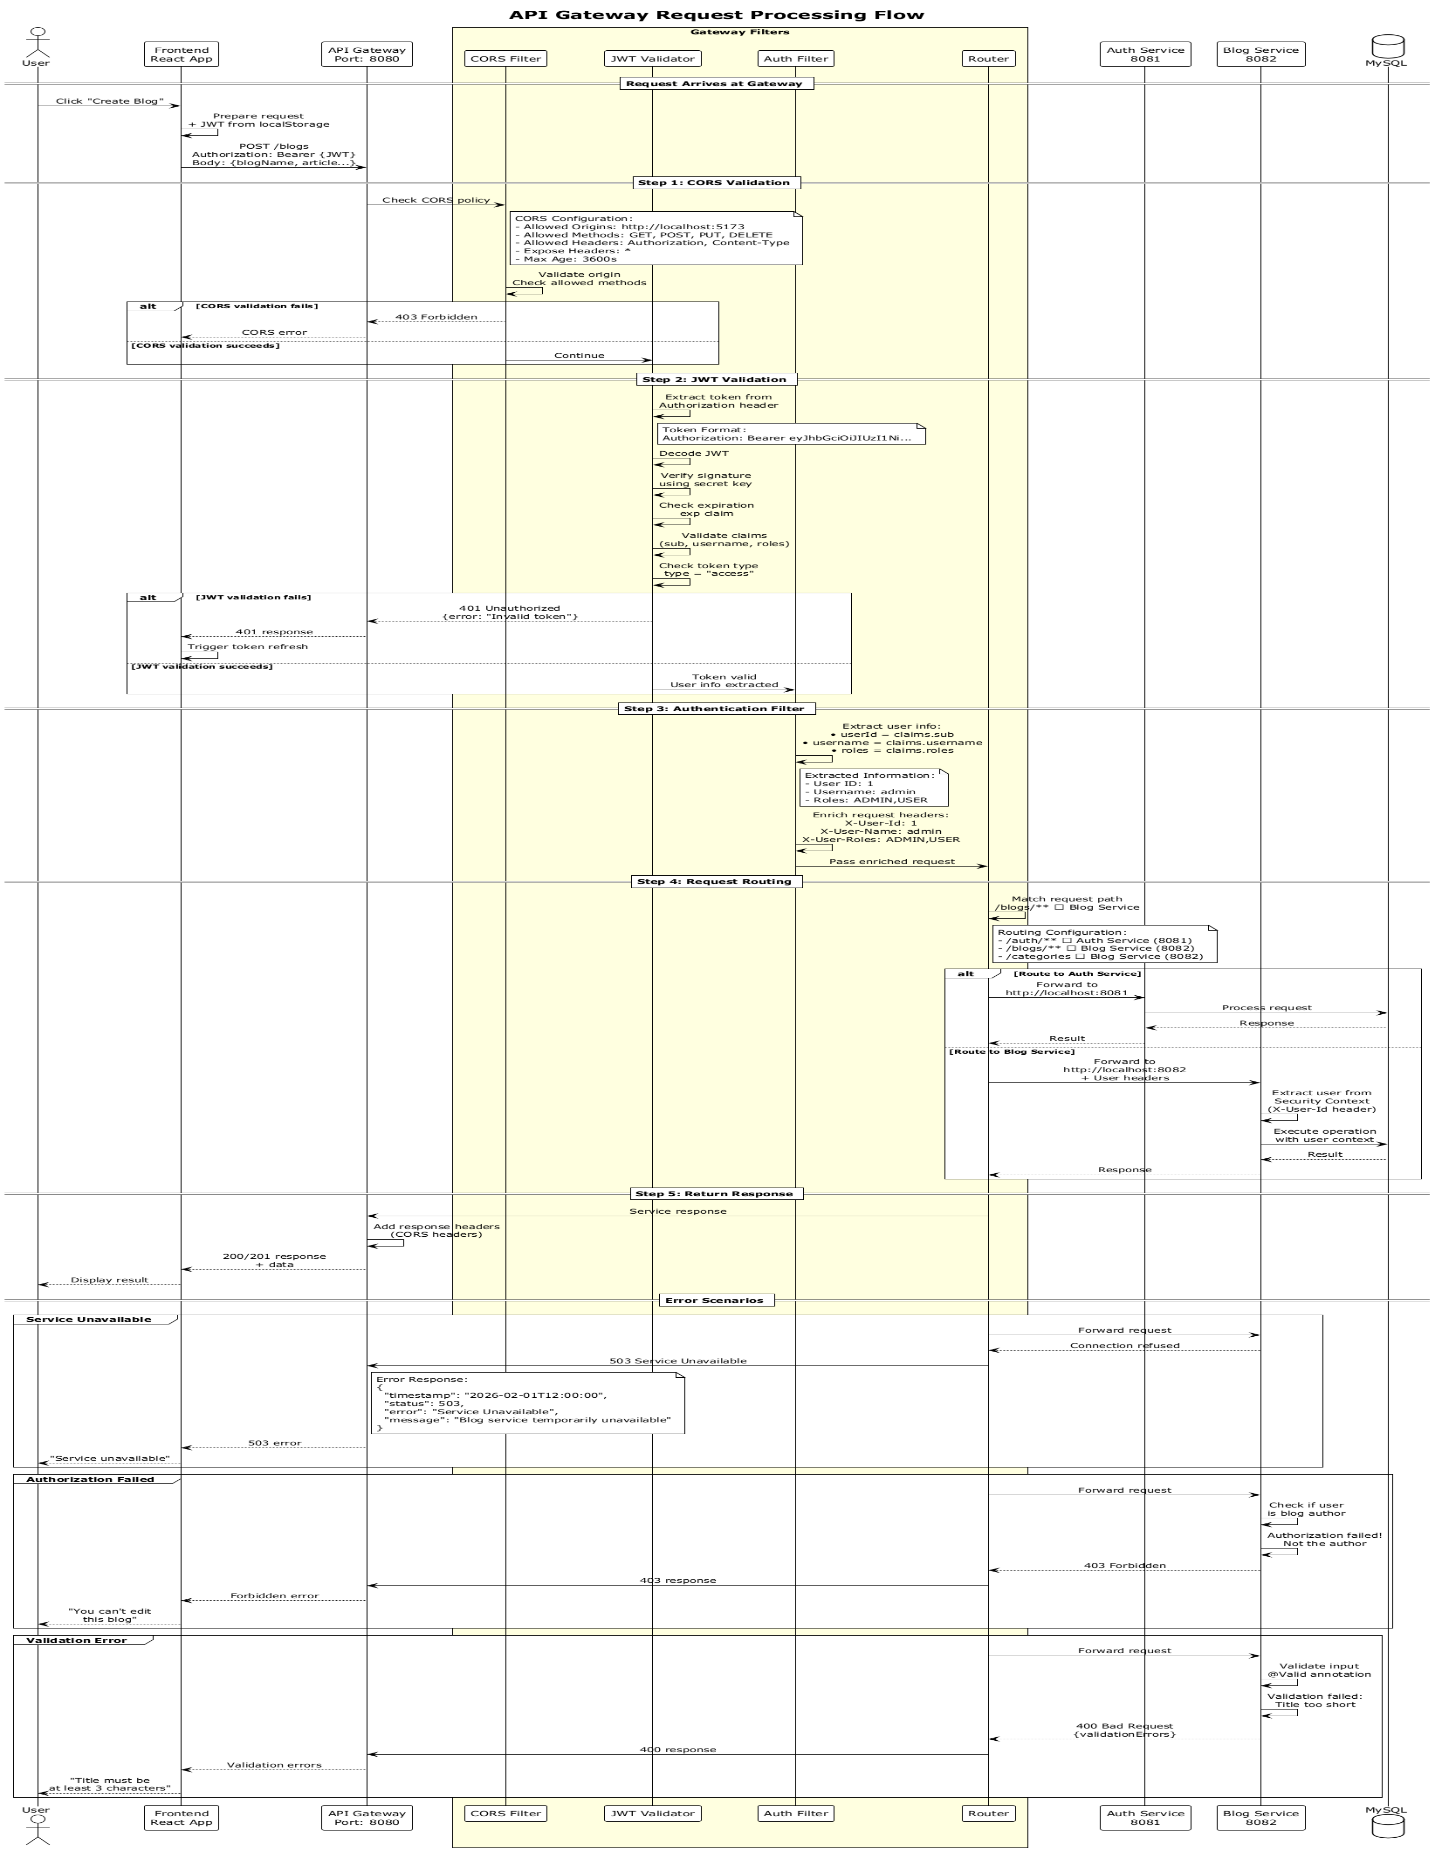 API Gateway Request Processing Flow
Gateway Filters
User
Frontend
React App
API Gateway
Port: 8080
CORS Filter
JWT Validator
Auth Filter
Router
Auth Service
8081
Blog Service
8082
MySQL
Request Arrives at Gateway
Click "Create Blog"
Prepare request
+ JWT from localStorage
POST /blogs
Authorization: Bearer {JWT}
Body: {blogName, article...}
Step 1: CORS Validation
Check CORS policy
CORS Configuration:
- Allowed Origins: http://localhost:5173
- Allowed Methods: GET, POST, PUT, DELETE
- Allowed Headers: Authorization, Content-Type
- Expose Headers: *
- Max Age: 3600s
Validate origin
Check allowed methods
alt [CORS validation fails]
403 Forbidden
CORS error
[CORS validation succeeds]
Continue
Step 2: JWT Validation
Extract token from
Authorization header
Token Format:
Authorization: Bearer eyJhbGciOiJIUzI1Ni...
Decode JWT
Verify signature
using secret key
Check expiration
exp claim
Validate claims
(sub, username, roles)
Check token type
type = "access"
alt [JWT validation fails]
401 Unauthorized
{error: "Invalid token"}
401 response
Trigger token refresh
[JWT validation succeeds]
Token valid
User info extracted
Step 3: Authentication Filter
Extract user info:
• userId = claims.sub
• username = claims.username
• roles = claims.roles
Extracted Information:
- User ID: 1
- Username: admin
- Roles: ADMIN,USER
Enrich request headers:
X-User-Id: 1
X-User-Name: admin
X-User-Roles: ADMIN,USER
Pass enriched request
Step 4: Request Routing
Match request path
/blogs/** □ Blog Service
Routing Configuration:
- /auth/** □ Auth Service (8081)
- /blogs/** □ Blog Service (8082)
- /categories □ Blog Service (8082)
alt [Route to Auth Service]
Forward to
http://localhost:8081
Process request
Response
Result
[Route to Blog Service]
Forward to
http://localhost:8082
+ User headers
Extract user from
Security Context
(X-User-Id header)
Execute operation
with user context
Result
Response
Step 5: Return Response
Service response
Add response headers
(CORS headers)
200/201 response
+ data
Display result
Error Scenarios
Service Unavailable
Forward request
Connection refused
503 Service Unavailable
Error Response:
{
"timestamp": "2026-02-01T12:00:00",
"status": 503,
"error": "Service Unavailable",
"message": "Blog service temporarily unavailable"
}
503 error
"Service unavailable"
Authorization Failed
Forward request
Check if user
is blog author
Authorization failed!
Not the author
403 Forbidden
403 response
Forbidden error
"You can't edit
this blog"
Validation Error
Forward request
Validate input
@Valid annotation
Validation failed:
Title too short
400 Bad Request
{validationErrors}
400 response
Validation errors
"Title must be
at least 3 characters"
User
Frontend
React App
API Gateway
Port: 8080
CORS Filter
JWT Validator
Auth Filter
Router
Auth Service
8081
Blog Service
8082
MySQL